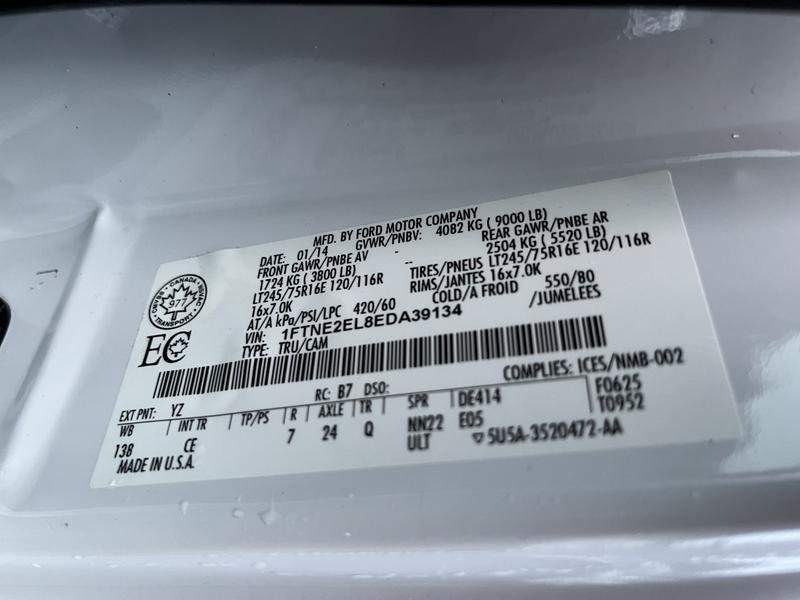 MFD. BY FORD MOTOR COMPANY
DATE: 01/14 GVWR/PNBV: 4082 KG ( 9000 LB)
FRONT GAWR/PNBE AV -- REAR GAWR/PNBE AR
1724 KG ( 3800 LB) -- 2504 KG ( 5520 LB)
LT245/75R16E 120/116R TIRES/PNEUS LT245/75R16E 120/116R
16x7.0K RIMS/JANTES 16x7.0K
AT/A kPa/PSI/LPC 420/60 COLD/A FROID 550/80
VIN: 1FTNE2EL8EDA39134 /JUMELEES
TYPE: TRU/CAM
CANADA
977
TRANSPORT
EC
COMPLIES: ICES/NMB-002
EXT PNT: YZ RC: B7 DSO: F0625
WB INT TR TP/PS R AXLE TR SPR DE414 T0952
138 CE 7 24 Q NN22 E05
MADE IN U.S.A. ULT 5U5A-3520472-AA